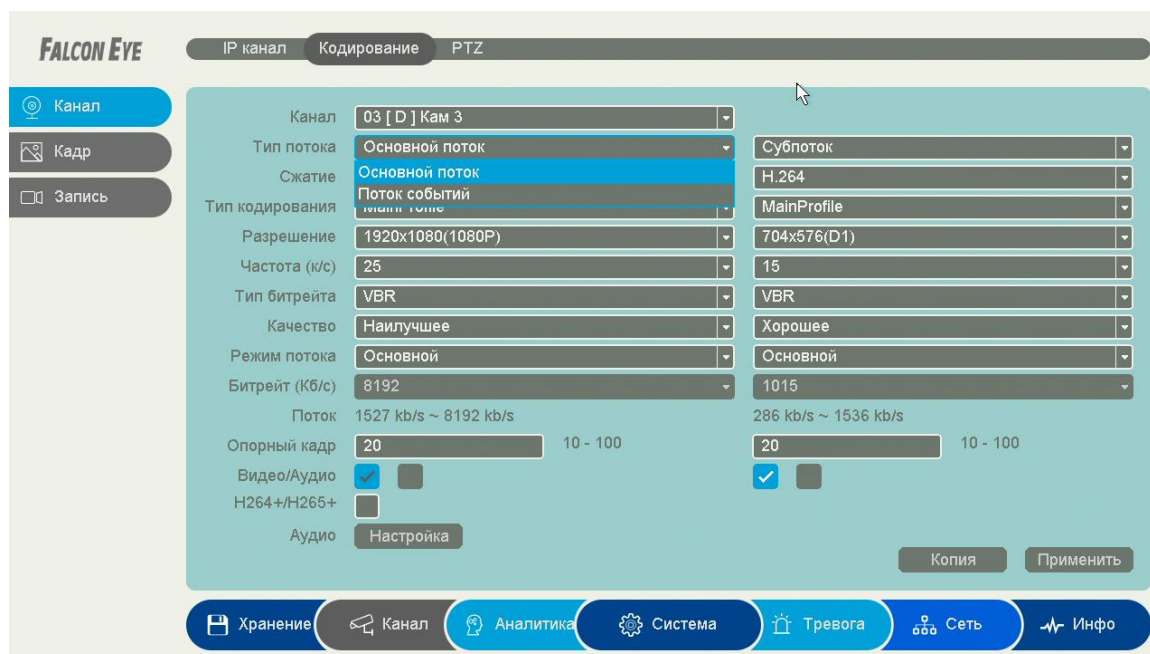 FALCON EYE
IP канал Кодирование PTZ
Канал
Кадр
Запись
Канал 03 [ D ] Кам 3
Тип потока Основной поток Субпоток
Основной поток
Поток событий
Сжатие H.264
Тип кодирования MainProfile MainProfile
Разрешение 1920x1080(1080P) 704x576(D1)
Частота (к/с) 25 15
Тип битрейта VBR VBR
Качество Наилучшее Хорошее
Режим потока Основной Основной
Битрейт (Кб/с) 8192 1015
Поток 1527 kb/s ~ 8192 kb/s 286 kb/s ~ 1536 kb/s
Опорный кадр 20 10 - 100 20 10 - 100
Видео/Аудио
H264+/H265+
Аудио Настройка
Копия Применить
Хранение Канал Аналитика Система Тревога Сеть Инфо